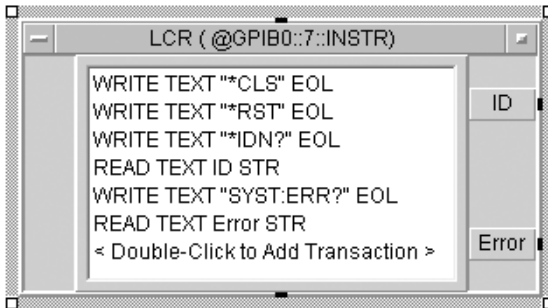 LCR ( @GPIB0::7::INSTR)
WRITE TEXT "*CLS" EOL
WRITE TEXT "*RST" EOL
WRITE TEXT "*IDN?" EOL
READ TEXT ID STR
WRITE TEXT "SYST:ERR?" EOL
READ TEXT Error STR
< Double-Click to Add Transaction >
ID
Error